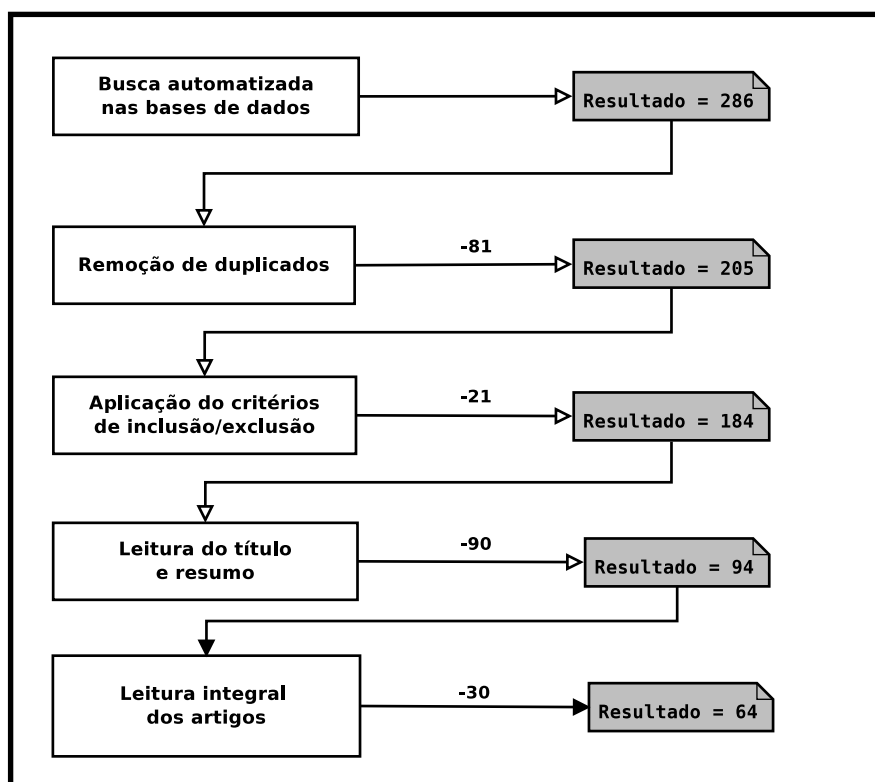 Busca automatizada
nas bases de dados
Resultado = 286
Remoção de duplicados
-81
Resultado = 205
Aplicação do critérios
de inclusão/exclusão
-21
Resultado = 184
Leitura do título
e resumo
-90
Resultado = 94
Leitura integral
dos artigos
-30
Resultado = 64